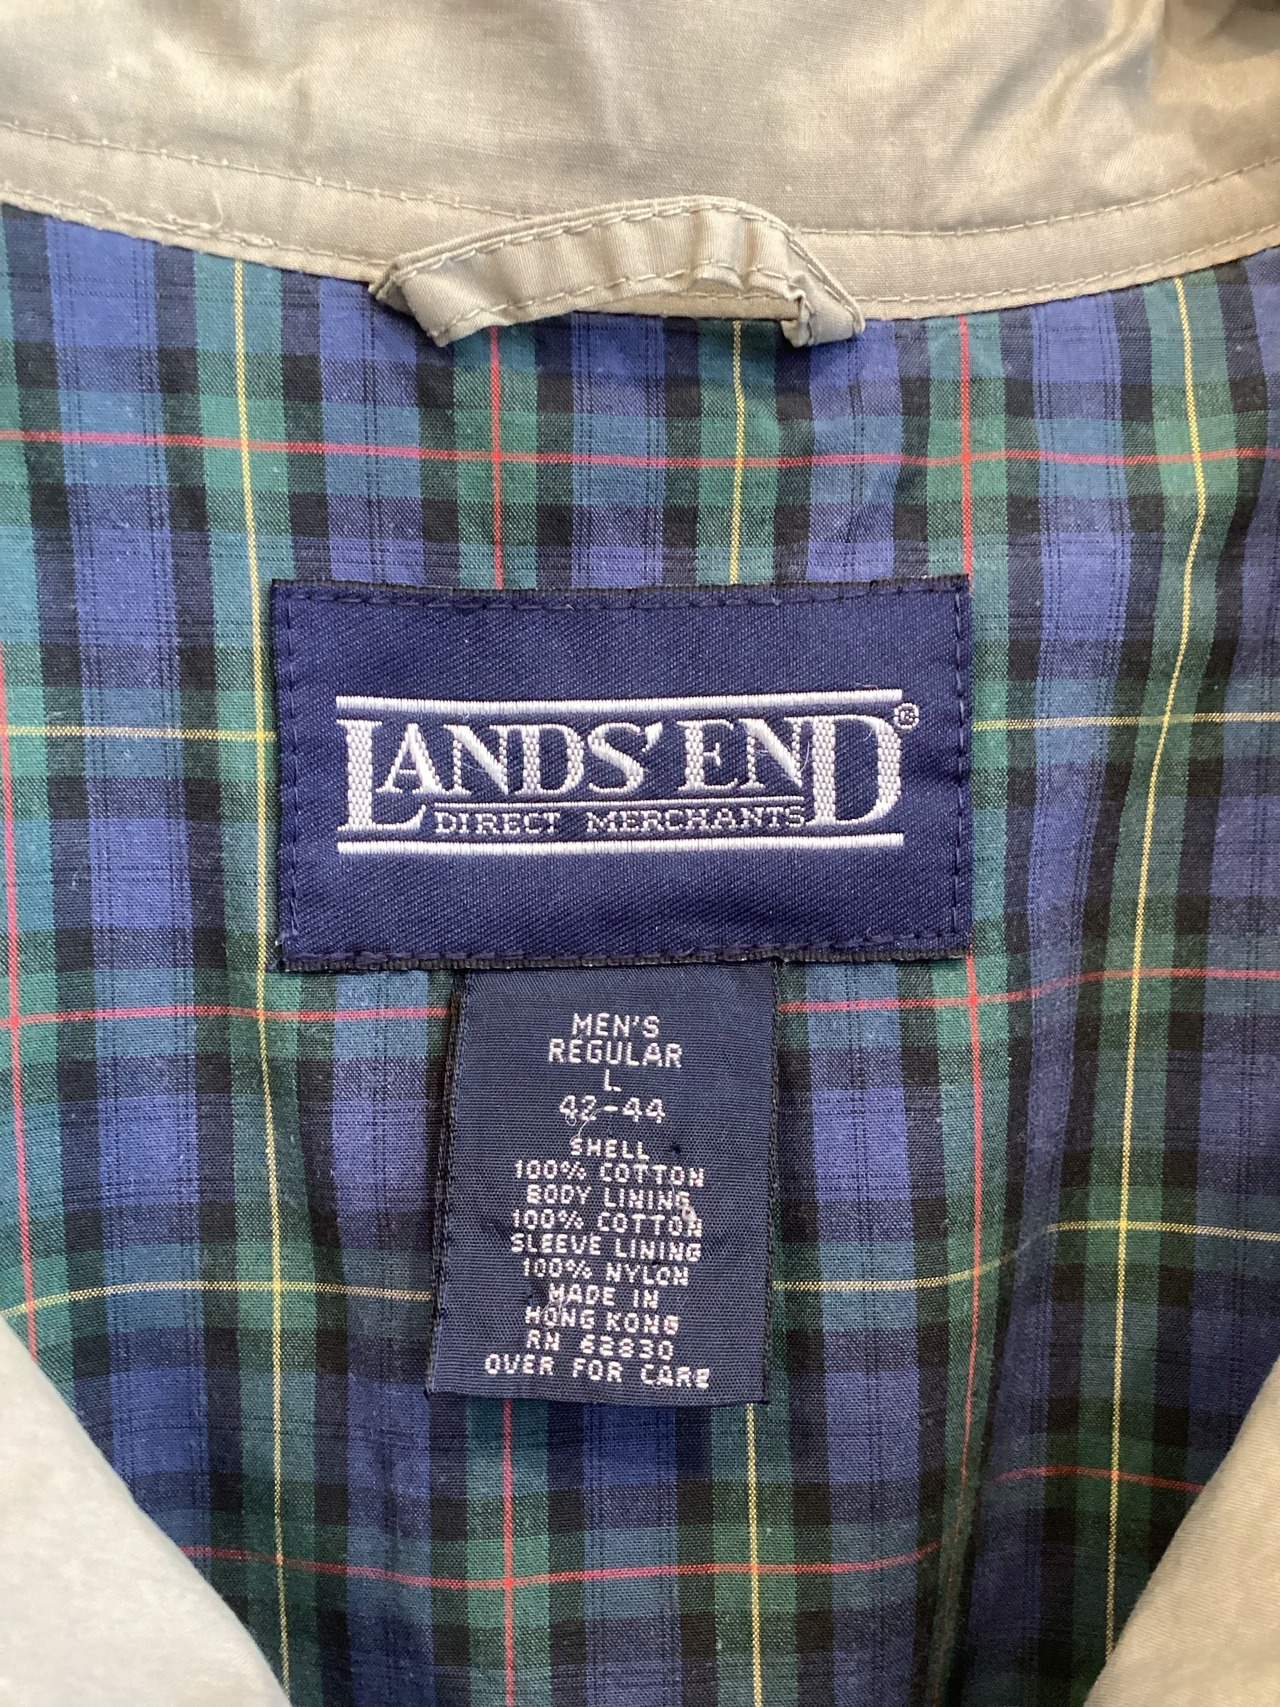 LANDS' END®
DIRECT MERCHANTS
MEN'S
REGULAR
L
42-44
SHELL
100% COTTON
BODY LINING
100% COTTON
SLEEVE LINING
100% NYLON
MADE IN
HONG KONG
RN 62830
OVER FOR CARE